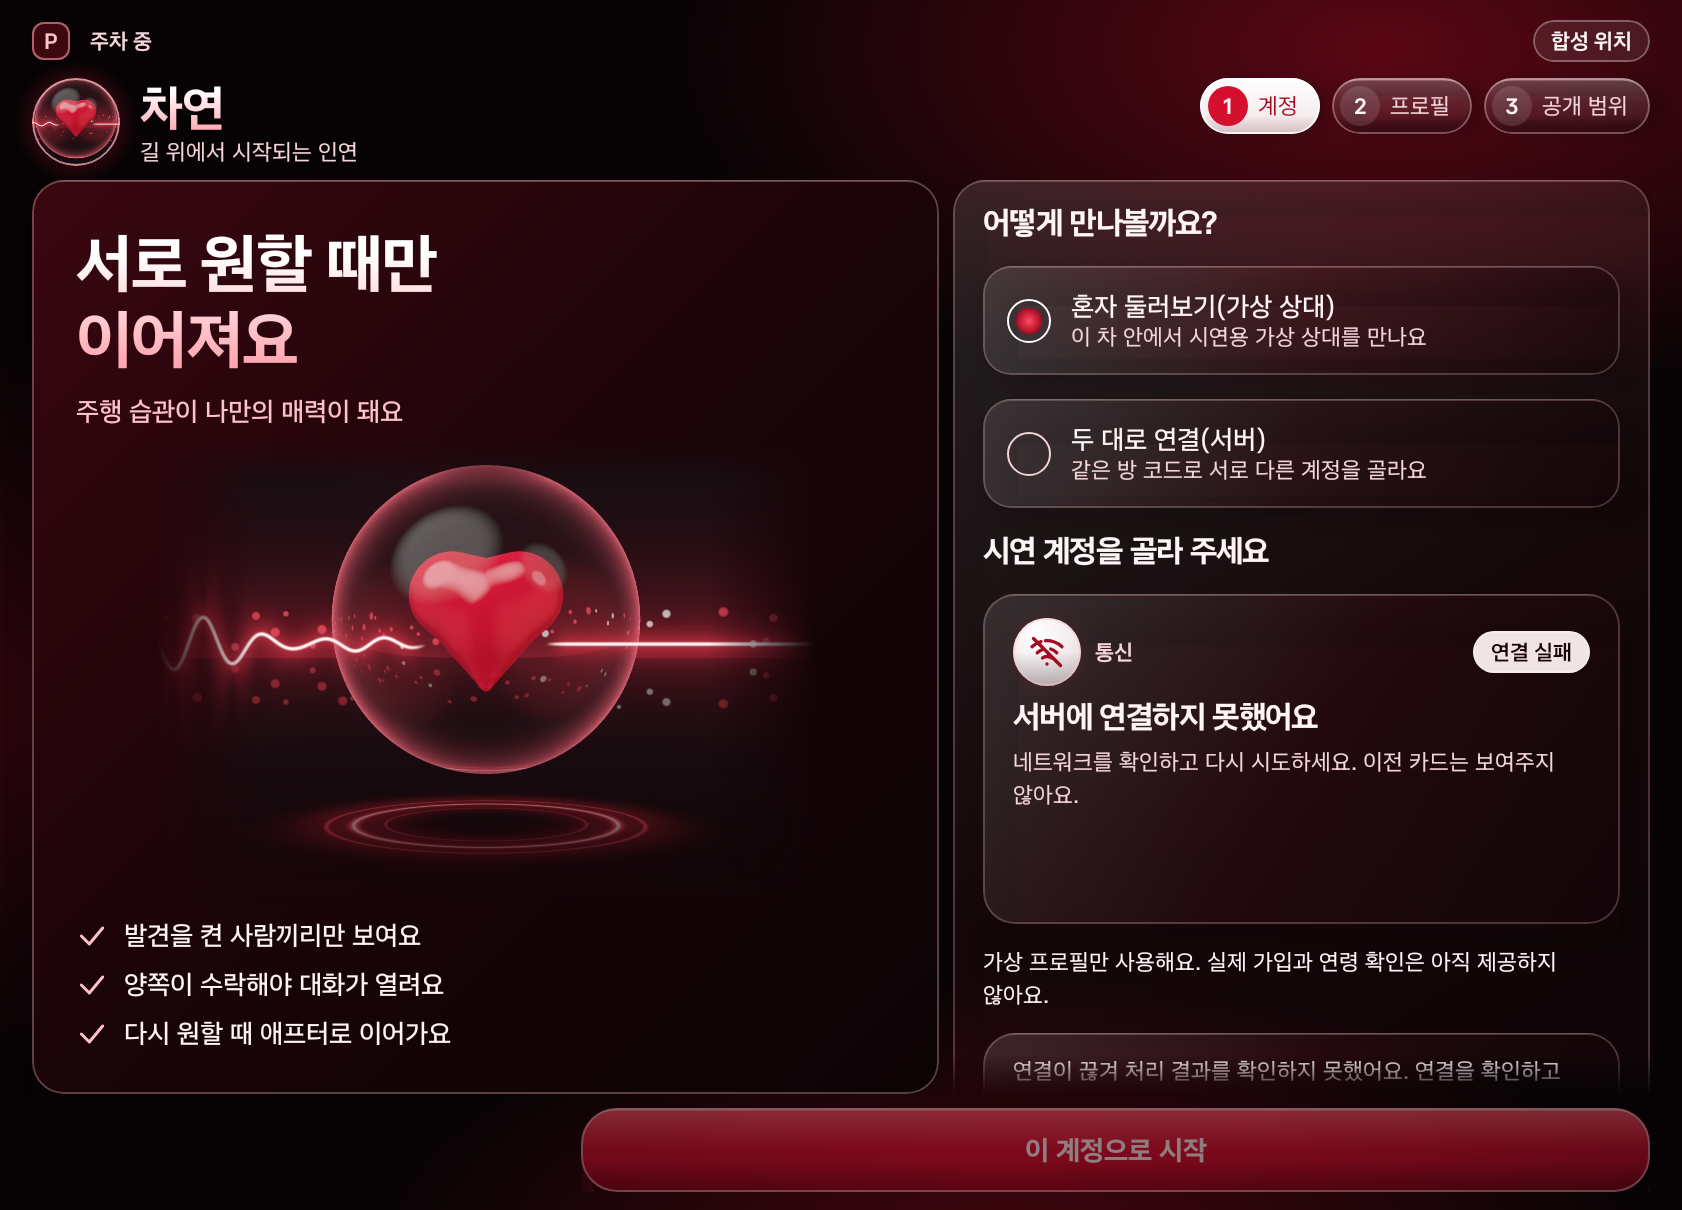 P 주차 중
합성 위치
차연
길 위에서 시작되는 인연
1 계정
2 프로필
3 공개 범위
서로 원할 때만
이어져요
주행 습관이 나만의 매력이 돼요
발견을 켠 사람끼리만 보여요
양쪽이 수락해야 대화가 열려요
다시 원할 때 애프터로 이어가요
어떻게 만나볼까요?
혼자 둘러보기(가상 상대)
이 차 안에서 시연용 가상 상대를 만나요
두 대로 연결(서버)
같은 방 코드로 서로 다른 계정을 골라요
시연 계정을 골라 주세요
통신
연결 실패
서버에 연결하지 못했어요
네트워크를 확인하고 다시 시도하세요. 이전 카드는 보여주지
않아요.
가상 프로필만 사용해요. 실제 가입과 연령 확인은 아직 제공하지
않아요.
연결이 끊겨 처리 결과를 확인하지 못했어요. 연결을 확인하고
이 계정으로 시작